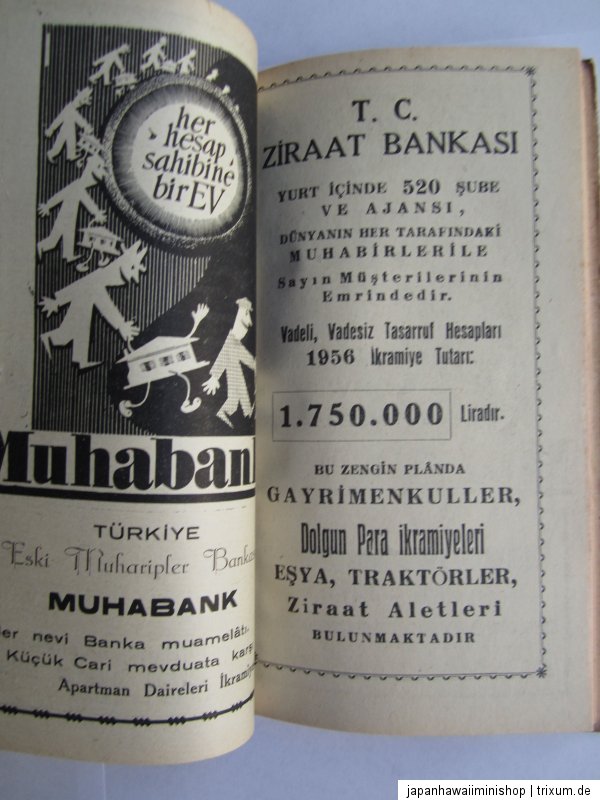 her
hesap
sahibine
bir EV
Muhabank
TÜRKİYE
Eski Muharipler Bankası
MUHABANK
Her nevi Banka muamelâtı.
Küçük Cari mevduata karşı
Apartman Daireleri
T. C.
ZİRAAT BANKASI
YURT İÇİNDE 520 ŞUBE
VE AJANSI,
DÜNYANIN HER TARAFINDAKİ
MUHABİRLERİLE
Sayın Müşterilerinin
Emrindedir.
Vadeli, Vadesiz Tasarruf Hesapları
1956 İkramiye Tutarı:
1.750.000 Liradır.
BU ZENGİN PLÂNDA
GAYRİMENKULLER,
Dolgun Para ikramiyeleri
EŞYA, TRAKTÖRLER,
Ziraat Aletleri
BULUNMAKTADIR
japanhawaiiminishop | trixum.de